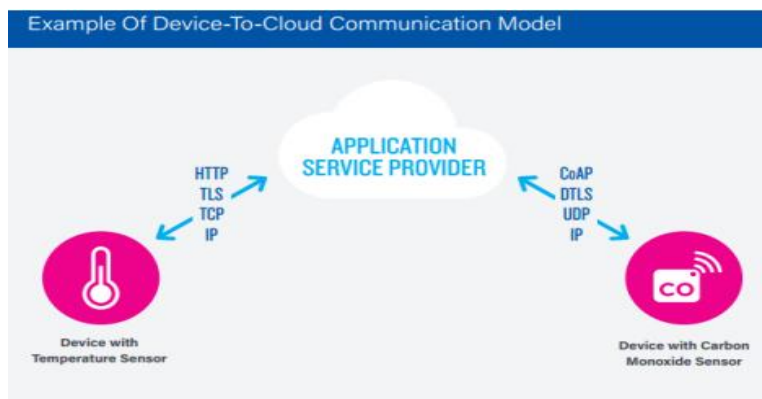 Example Of Device-To-Cloud Communication Model
APPLICATION
SERVICE PROVIDER
HTTP
TLS
TCP
IP
CoAP
DTLS
UDP
IP
CO
Device with
Temperature Sensor
Device with Carbon
Monoxide Sensor